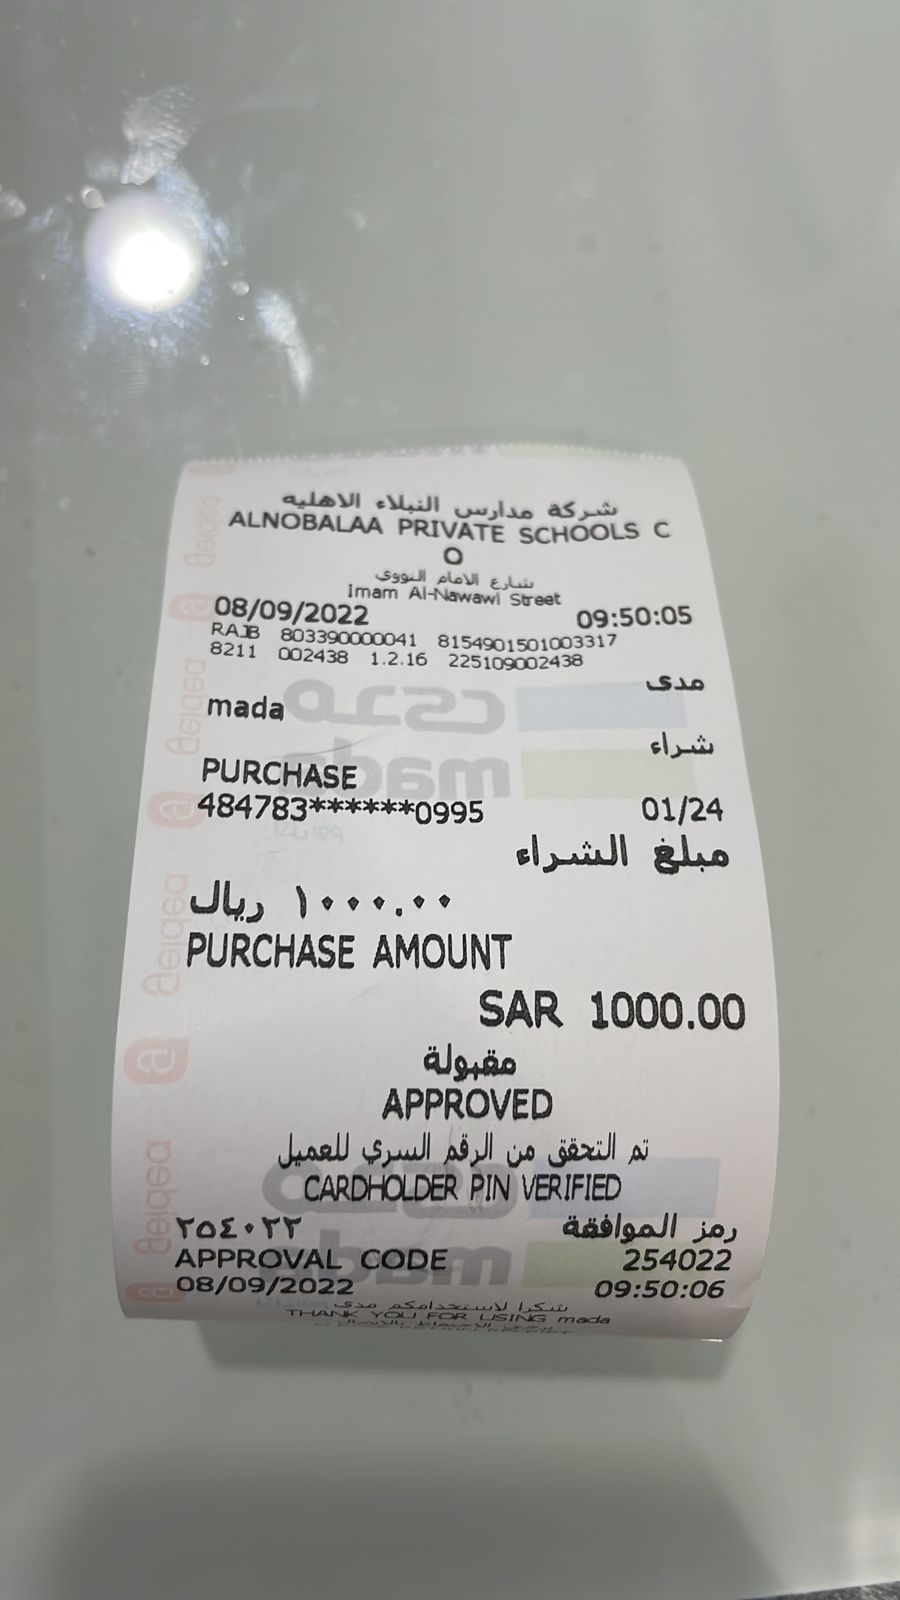 شركة مدارس النبلاء الاهليه
ALNOBALAA PRIVATE SCHOOLS C
O
شارع الامام النووي
Imam Al-Nawawi Street
08/09/2022 09:50:05
RAJB 803390000041 8154901501003317
8211 002438 1.2.16 225109002438
مدى
mada
شراء
PURCHASE
484783******0995 01/24
مبلغ الشراء
١٠٠٠.٠٠ ريال
PURCHASE AMOUNT
SAR 1000.00
مقبولة
APPROVED
تم التحقق من الرقم السري للعميل
CARDHOLDER PIN VERIFIED
رمز الموافقة ٢٥٤٠٢٢
APPROVAL CODE 254022
08/09/2022 09:50:06
شكرا لاستخدامكم مدى
THANK YOU FOR USING mada